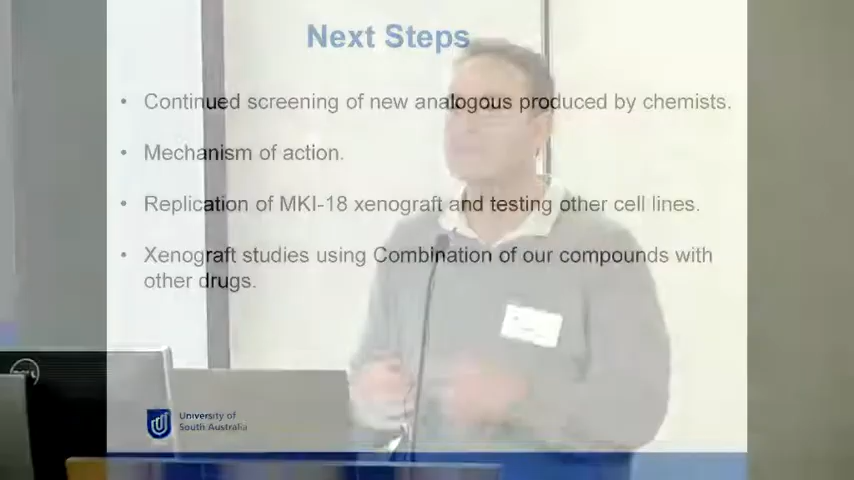 Next Steps
• Continued screening of new analogous produced by chemists.
• Mechanism of action.
• Replication of MKI-18 xenograft and testing other cell lines.
• Xenograft studies using Combination of our compounds with
other drugs.
University of
South Australia
DELL